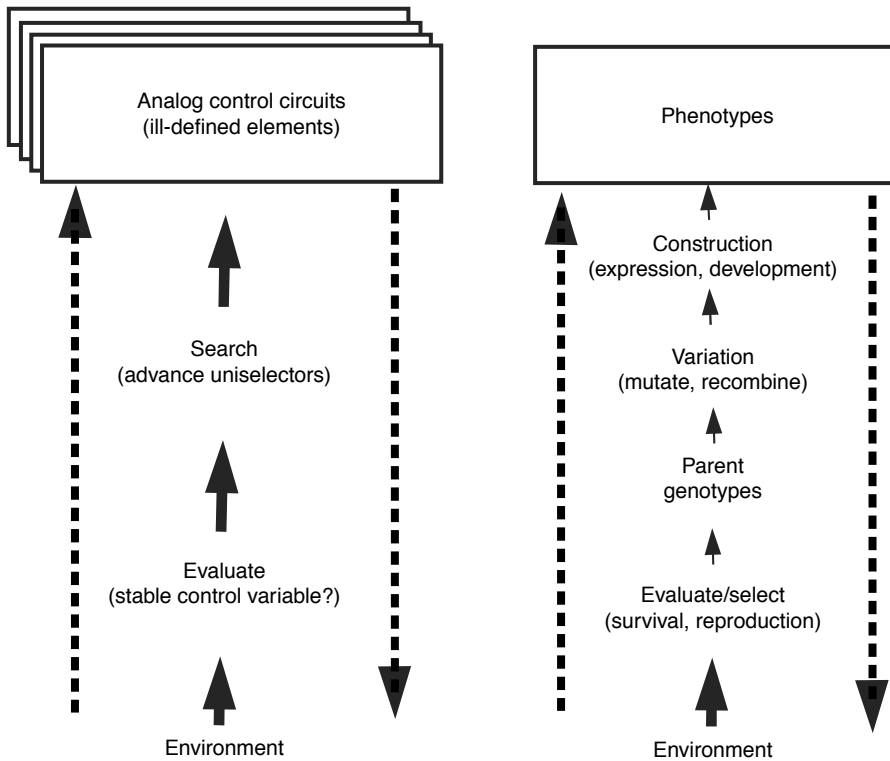 Analog control circuits
(ill-defined elements)
Search
(advance uniselectors)
Evaluate
(stable control variable?)
Environment
Phenotypes
Construction
(expression, development)
Variation
(mutate, recombine)
Parent
genotypes
Evaluate/select
(survival, reproduction)
Environment